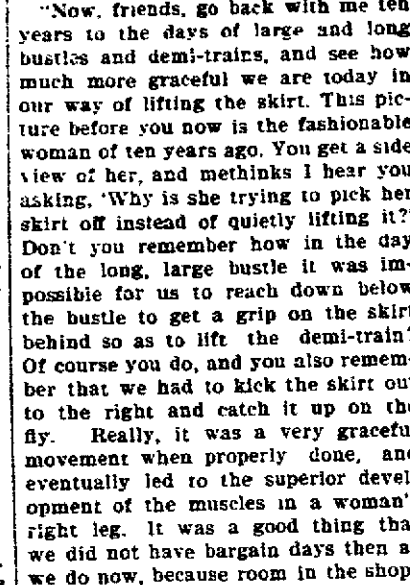 "Now, friends, go back with me ten
years to the days of large and long
bustles and demi-trains, and see how
much more graceful we are today in
our way of lifting the skirt. This pic-
ture before you now is the fashionable
woman of ten years ago. You get a side
view of her, and methinks I hear you
asking, 'Why is she trying to pick her
skirt off instead of quietly lifting it?'
Don't you remember how in the day
of the long, large bustle it was im-
possible for us to reach down below
the bustle to get a grip on the skirt
behind so as to lift the demi-train?
Of course you do, and you also remem-
ber that we had to kick the skirt out
to the right and catch it up on the
fly. Really, it was a very graceful
movement when properly done, and
eventually led to the superior devel
opment of the muscles in a woman'
right leg. It was a good thing tha
we did not have bargain days then a
we do now, because room in the shop